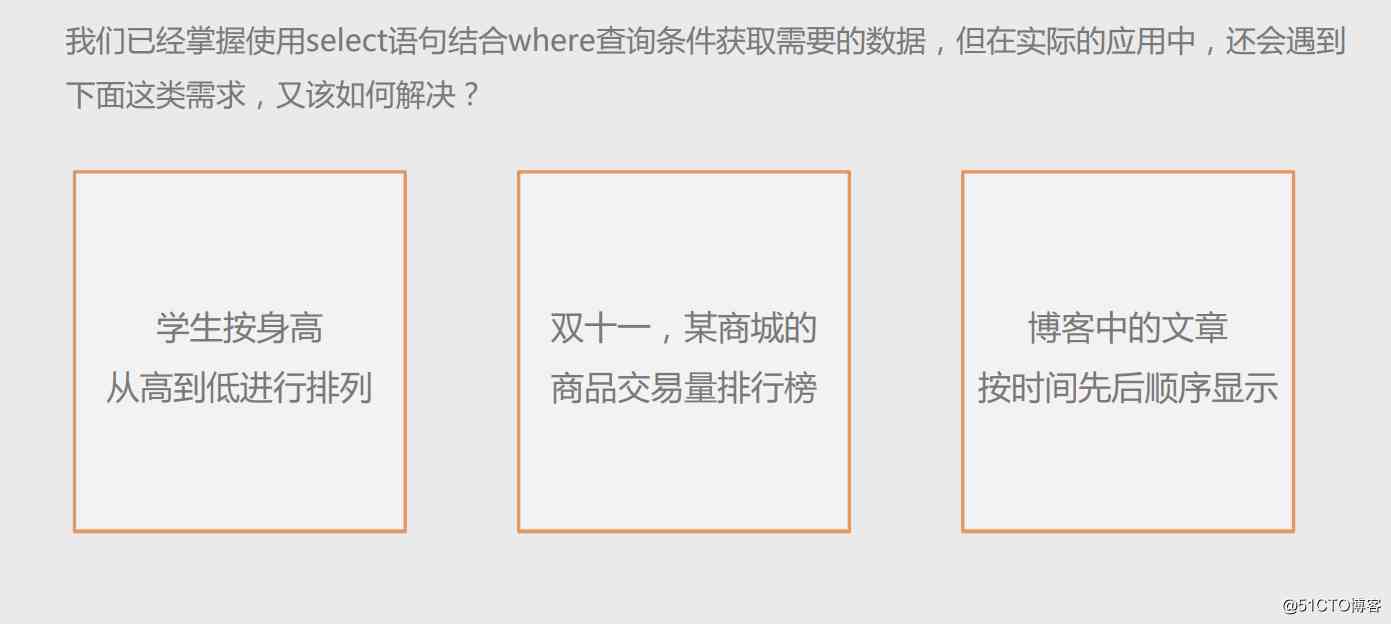 我们已经掌握使用select语句结合where查询条件获取需要的数据，但在实际的应用中，还会遇到
下面这类需求，又该如何解决？
学生按身高
从高到低进行排列
双十一，某商城的
商品交易量排行榜
博客中的文章
按时间先后顺序显示
@51CTO博客